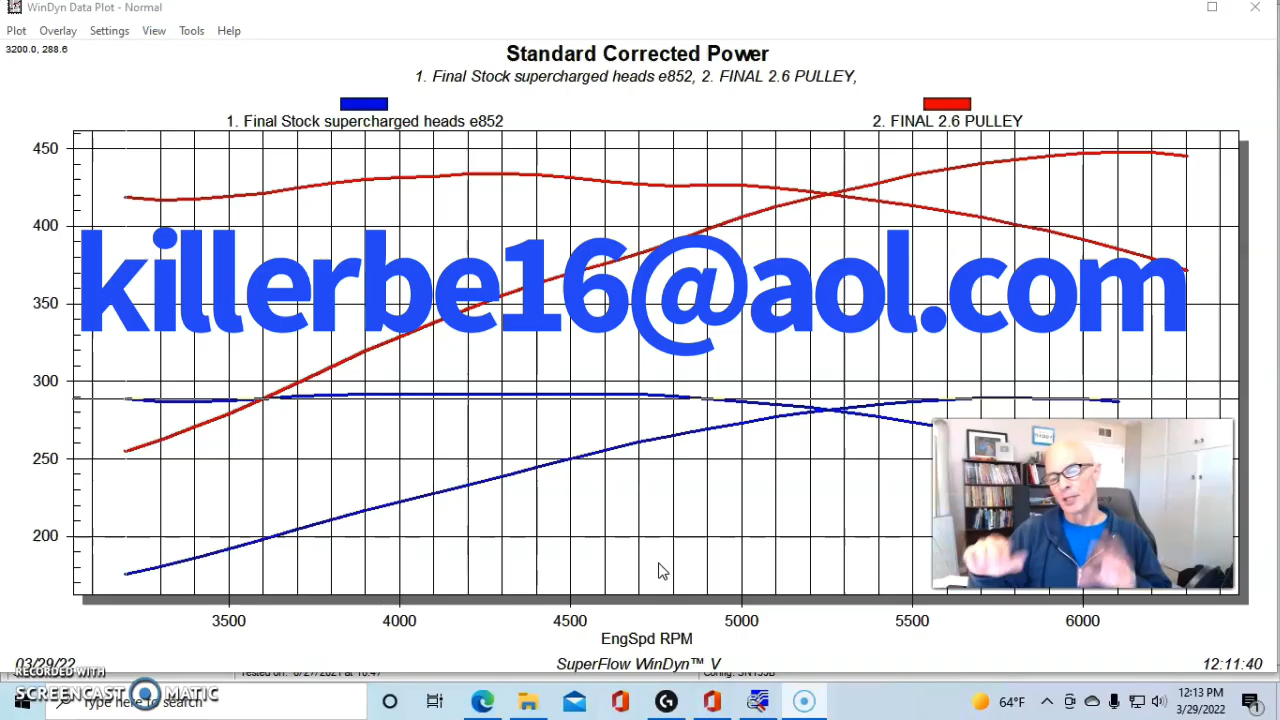 WinDyn Data Plot - Normal
Plot Overlay Settings View Tools Help
3200.0, 288.6
Standard Corrected Power
1. Final Stock supercharged heads e852, 2. FINAL 2.6 PULLEY,
1. Final Stock supercharged heads e852
2. FINAL 2.6 PULLEY
450
400
killerbe16@aol.com
350
300
250
200
3500 4000 4500 5000 5500 6000
EngSpd RPM
03/29/22 SuperFlow WinDyn™ V 12:11:40
RECORDED WITH
SCREENCAST MATIC
Type here to search
64°F
12:13 PM
3/29/2022
1